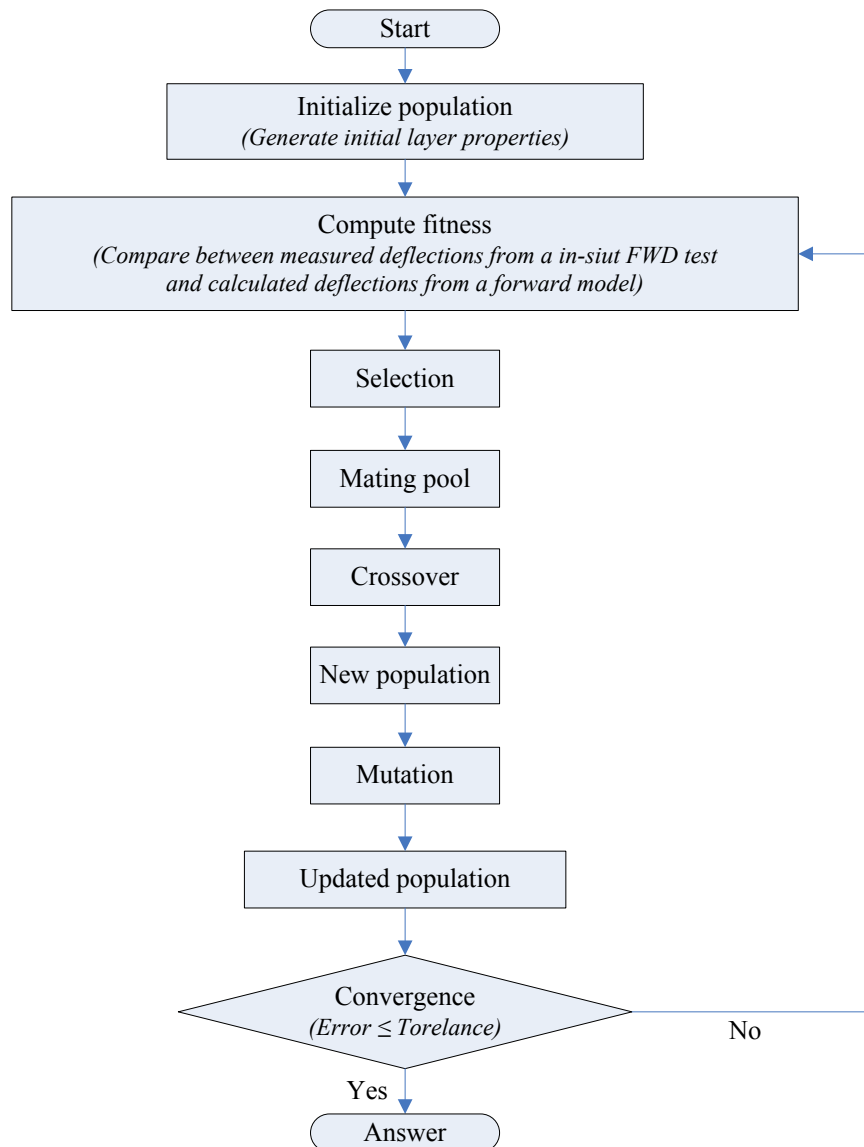 Start
Initialize population
(Generate initial layer properties)
Compute fitness
(Compare between measured deflections from a in-siut FWD test
and calculated deflections from a forward model)
Selection
Mating pool
Crossover
New population
Mutation
Updated population
Convergence
(Error ≤ Torelance)
No
Yes
Answer